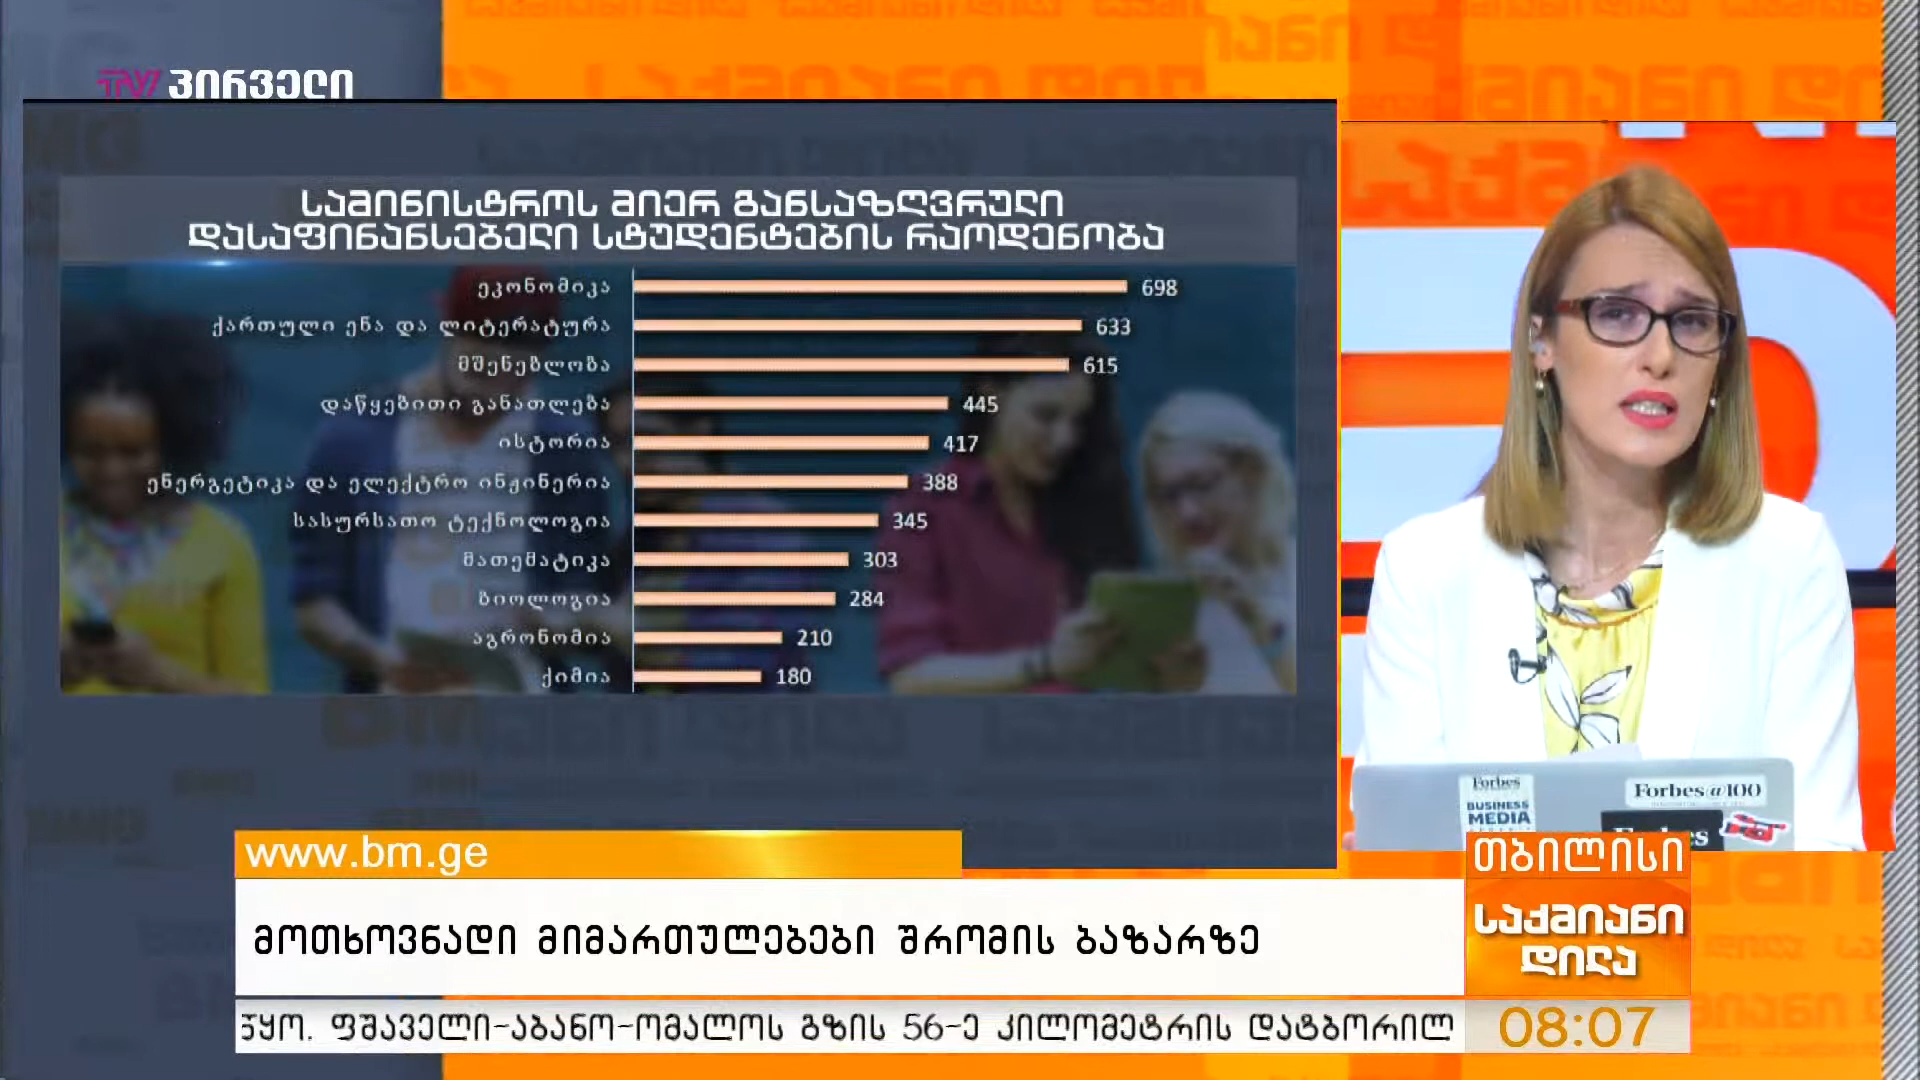 TV პირველი
სამინისტროს მიერ განსაზღვრული
დასაფინანსებელი სტუდენტების რაოდენობა
ეკონომიკა 698
ქართული ენა და ლიტერატურა 633
მშენებლობა 615
დაწყებითი განათლება 445
ისტორია 417
ენერგეტიკა და ელექტრო ინჟინერია 388
სასურსათო ტექნოლოგია 345
მათემატიკა 303
ბიოლოგია 284
აგრონომია 210
ქიმია 180
Forbes
BUSINESS
MEDIA
Forbes@100
www.bm.ge
თბილისი
მოთხოვნადი მიმართულებები შრომის ბაზარზე
საქმიანი
დილა
წყო. ფშაველი-აბანო-ომალოს გზის 56-ე კილომეტრის დატბორილ
08:07